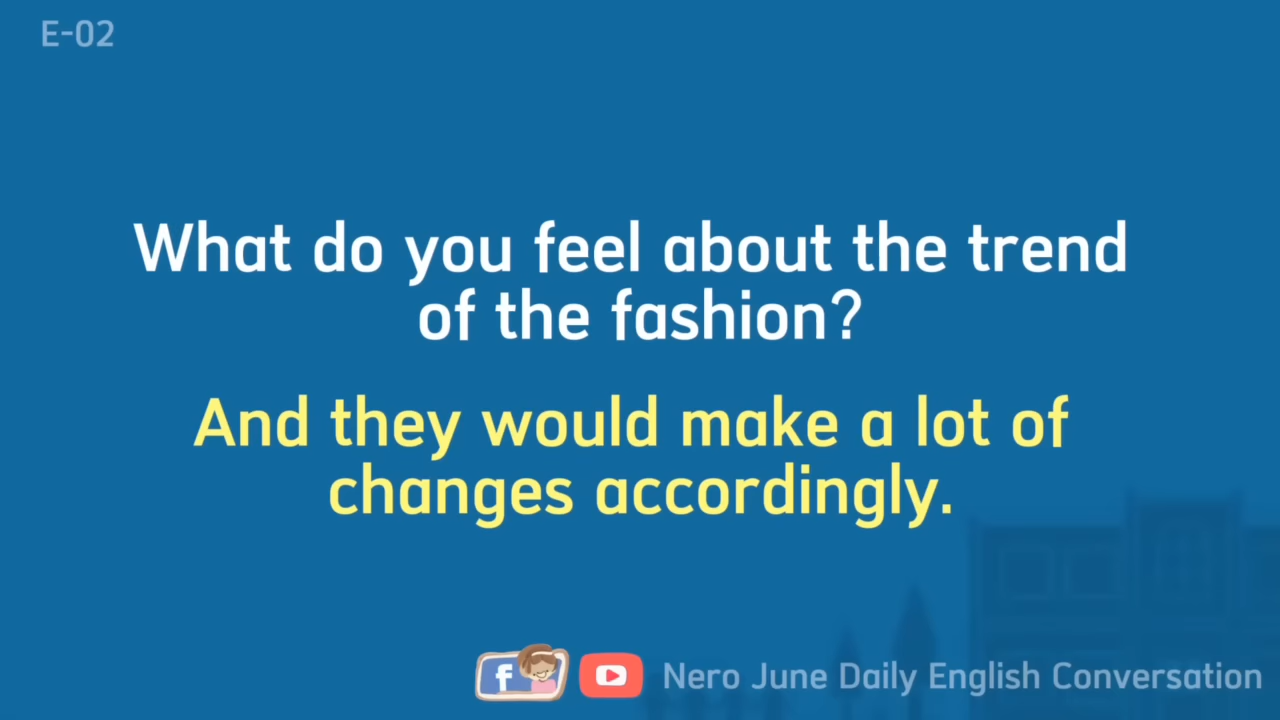 E-02
What do you feel about the trend
of the fashion?
And they would make a lot of
changes accordingly.
f
Nero June Daily English Conversation